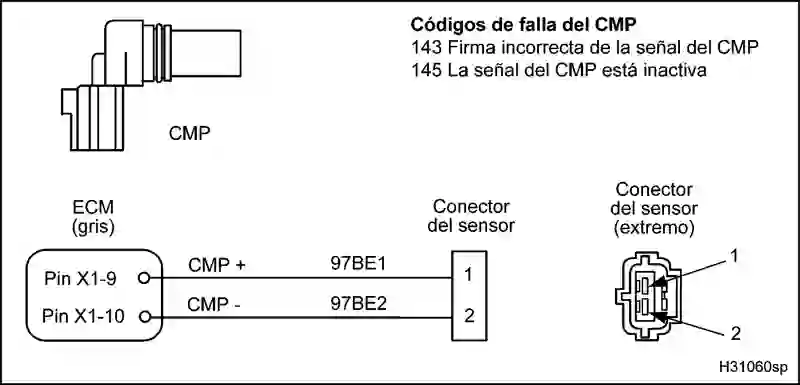 Códigos de falla del CMP
143 Firma incorrecta de la señal del CMP
145 La señal del CMP está inactiva
CMP
ECM
(gris)
Conector
del sensor
Conector
del sensor
(extremo)
Pin X1-9
CMP +
97BE1
1
Pin X1-10
CMP -
97BE2
2
1
2
H31060sp